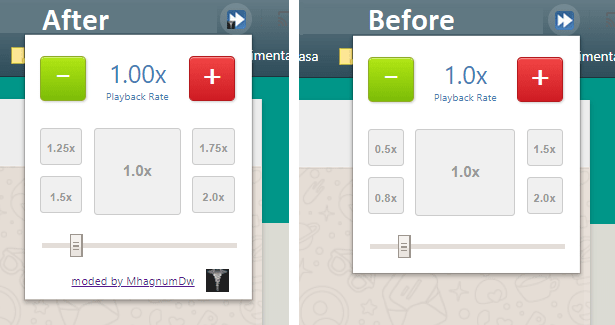 After
imenta
−
1.00x
+
Playback Rate
1.25x
1.0x
1.75x
1.5x
2.0x
moded by MhagnumDw
Before
asa
imenta
−
1.0x
+
Playback Rate
0.5x
1.0x
1.5x
0.8x
2.0x